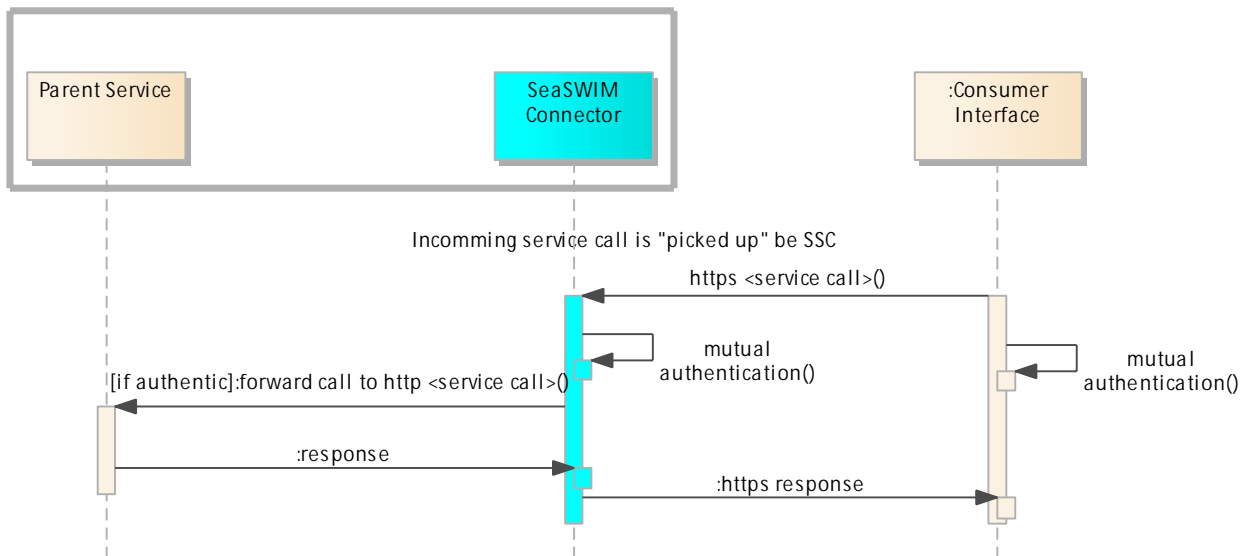 Parent Service
SeaSWIM
Connector
:Consumer
Interface
Incomming service call is "picked up" be SSC
https <service call>()
mutual
authentication()
mutual
authentication()
[if authentic]:forward call to http <service call>()
:response
:https response